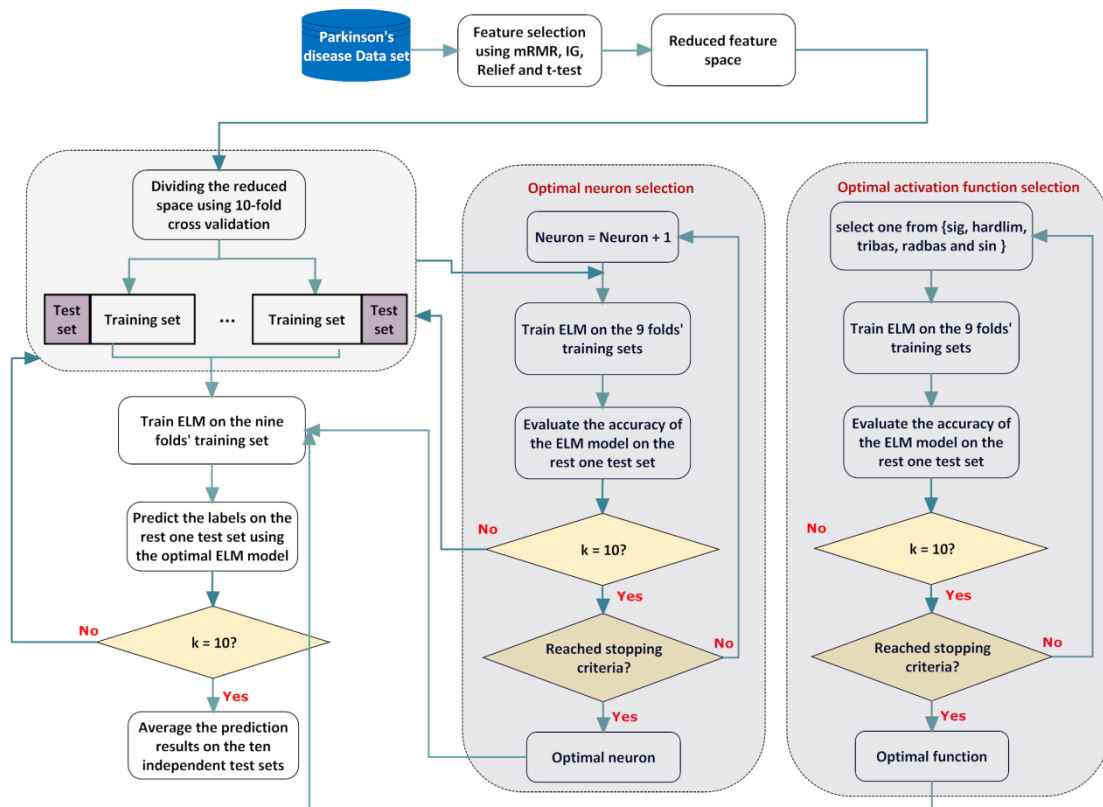 Parkinson's
disease Data set
Feature selection
using mRMR, IG,
Relief and t-test
Reduced feature
space
Dividing the reduced
space using 10-fold
cross validation
Test
set
Training set
...
Training set
Test
set
Train ELM on the nine
folds' training set
Predict the labels on the
rest one test set using
the optimal ELM model
No
k = 10?
Yes
Average the prediction
results on the ten
independent test sets
Optimal neuron selection
Neuron = Neuron + 1
Train ELM on the 9 folds'
training sets
Evaluate the accuracy of
the ELM model on the
rest one test set
No
k = 10?
Yes
Reached stopping
criteria?
No
Yes
Optimal neuron
Optimal activation function selection
select one from {sig, hardlim,
tribas, radbas and sin }
Train ELM on the 9 folds'
training sets
Evaluate the accuracy of
the ELM model on the
rest one test set
No
k = 10?
Yes
Reached stopping
criteria?
No
Yes
Optimal function